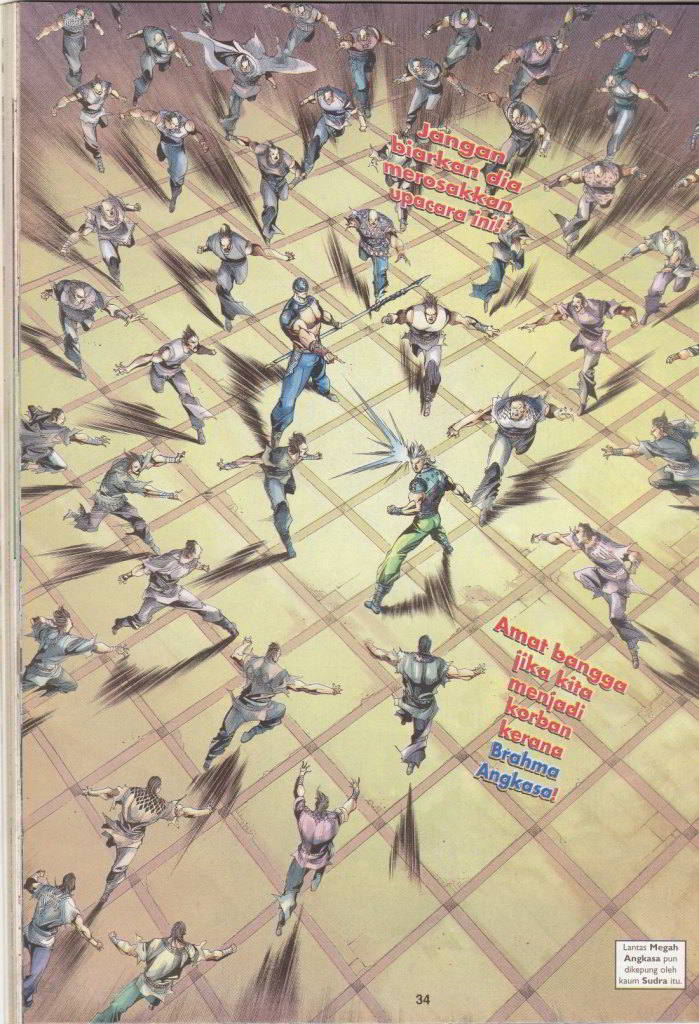 Jangan
biarkan dia
merosakkan
upacara ini!
Amat bangga
jika kita
menjadi
korban
kerana
Brahma
Angkasa!
Lantas Megah
Angkasa pun
dikepung oleh
kaum Sudra itu.
34